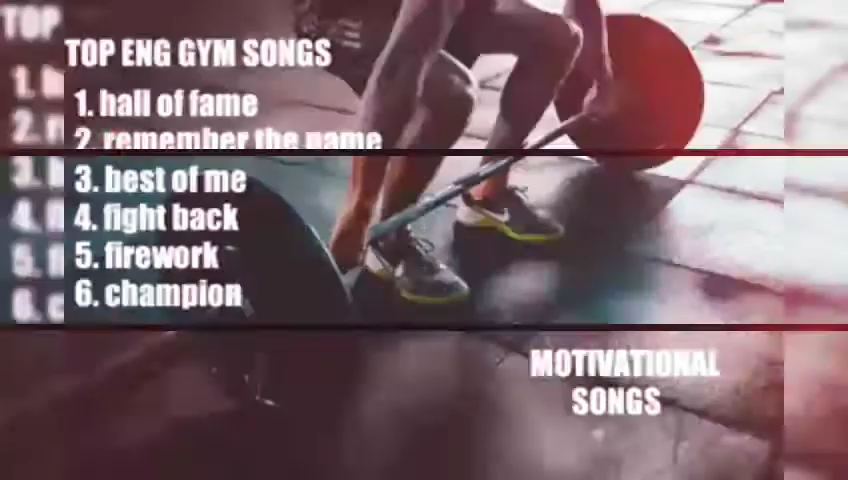 TOP ENG GYM SONGS
1. hall of fame
2. remember the name
3. best of me
4. fight back
5. firework
6. champion
MOTIVATIONAL
SONGS